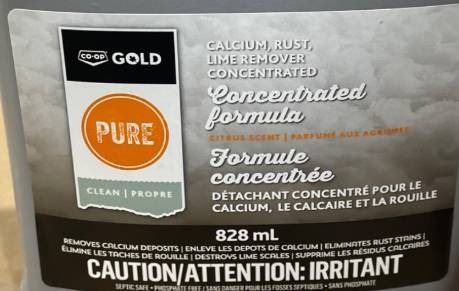 CO-OP GOLD
PURE
CLEAN | PROPRE
CALCIUM, RUST,
LIME REMOVER
CONCENTRATED
Concentrated
formula
CITRUS SCENT | PARFUMÉ AUX AGRUMES
Formule
concentrée
DÉTACHANT CONCENTRÉ POUR LE
CALCIUM, LE CALCAIRE ET LA ROUILLE
828 mL
REMOVES CALCIUM DEPOSITS | ENLEVE LES DEPOTS DE CALCIUM | ELIMINATES RUST STAINS |
ÉLIMINE LES TACHES DE ROUILLE | DESTROYS LIME SCALES | SUPPRIME LES RÉSIDUS CALCAIRES
CAUTION/ATTENTION: IRRITANT
SEPTIC SAFE • PHOSPHATE FREE / SANS DANGER POUR LES FOSSES SEPTIQUES • SANS PHOSPHATE